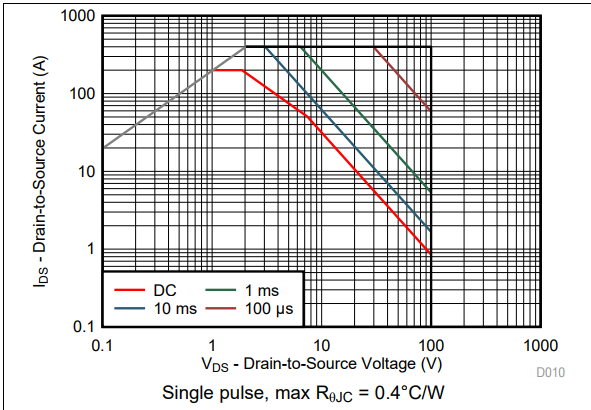 1000
100
10
1
0.1
I_DS - Drain-to-Source Current (A)
DC
1 ms
10 ms
100 µs
0.1
1
10
100
1000
V_DS - Drain-to-Source Voltage (V)
D010
Single pulse, max R_θJC = 0.4°C/W